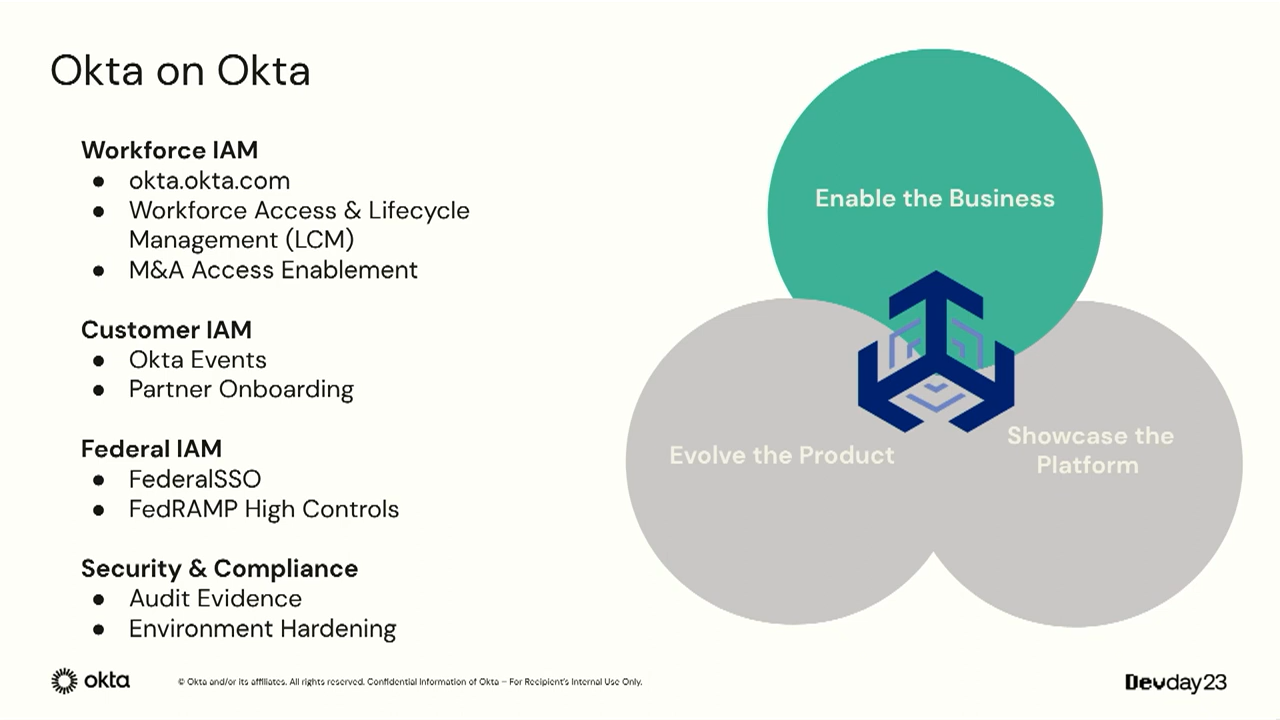 Okta on Okta
Workforce IAM
● okta.okta.com
● Workforce Access & Lifecycle
Management (LCM)
● M&A Access Enablement
Customer IAM
● Okta Events
● Partner Onboarding
Federal IAM
● FederalSSO
● FedRAMP High Controls
Security & Compliance
● Audit Evidence
● Environment Hardening
Enable the Business
Evolve the Product
Showcase the
Platform
okta
© Okta and/or its affiliates. All rights reserved. Confidential Information of Okta – For Recipient's Internal Use Only.
Devday23